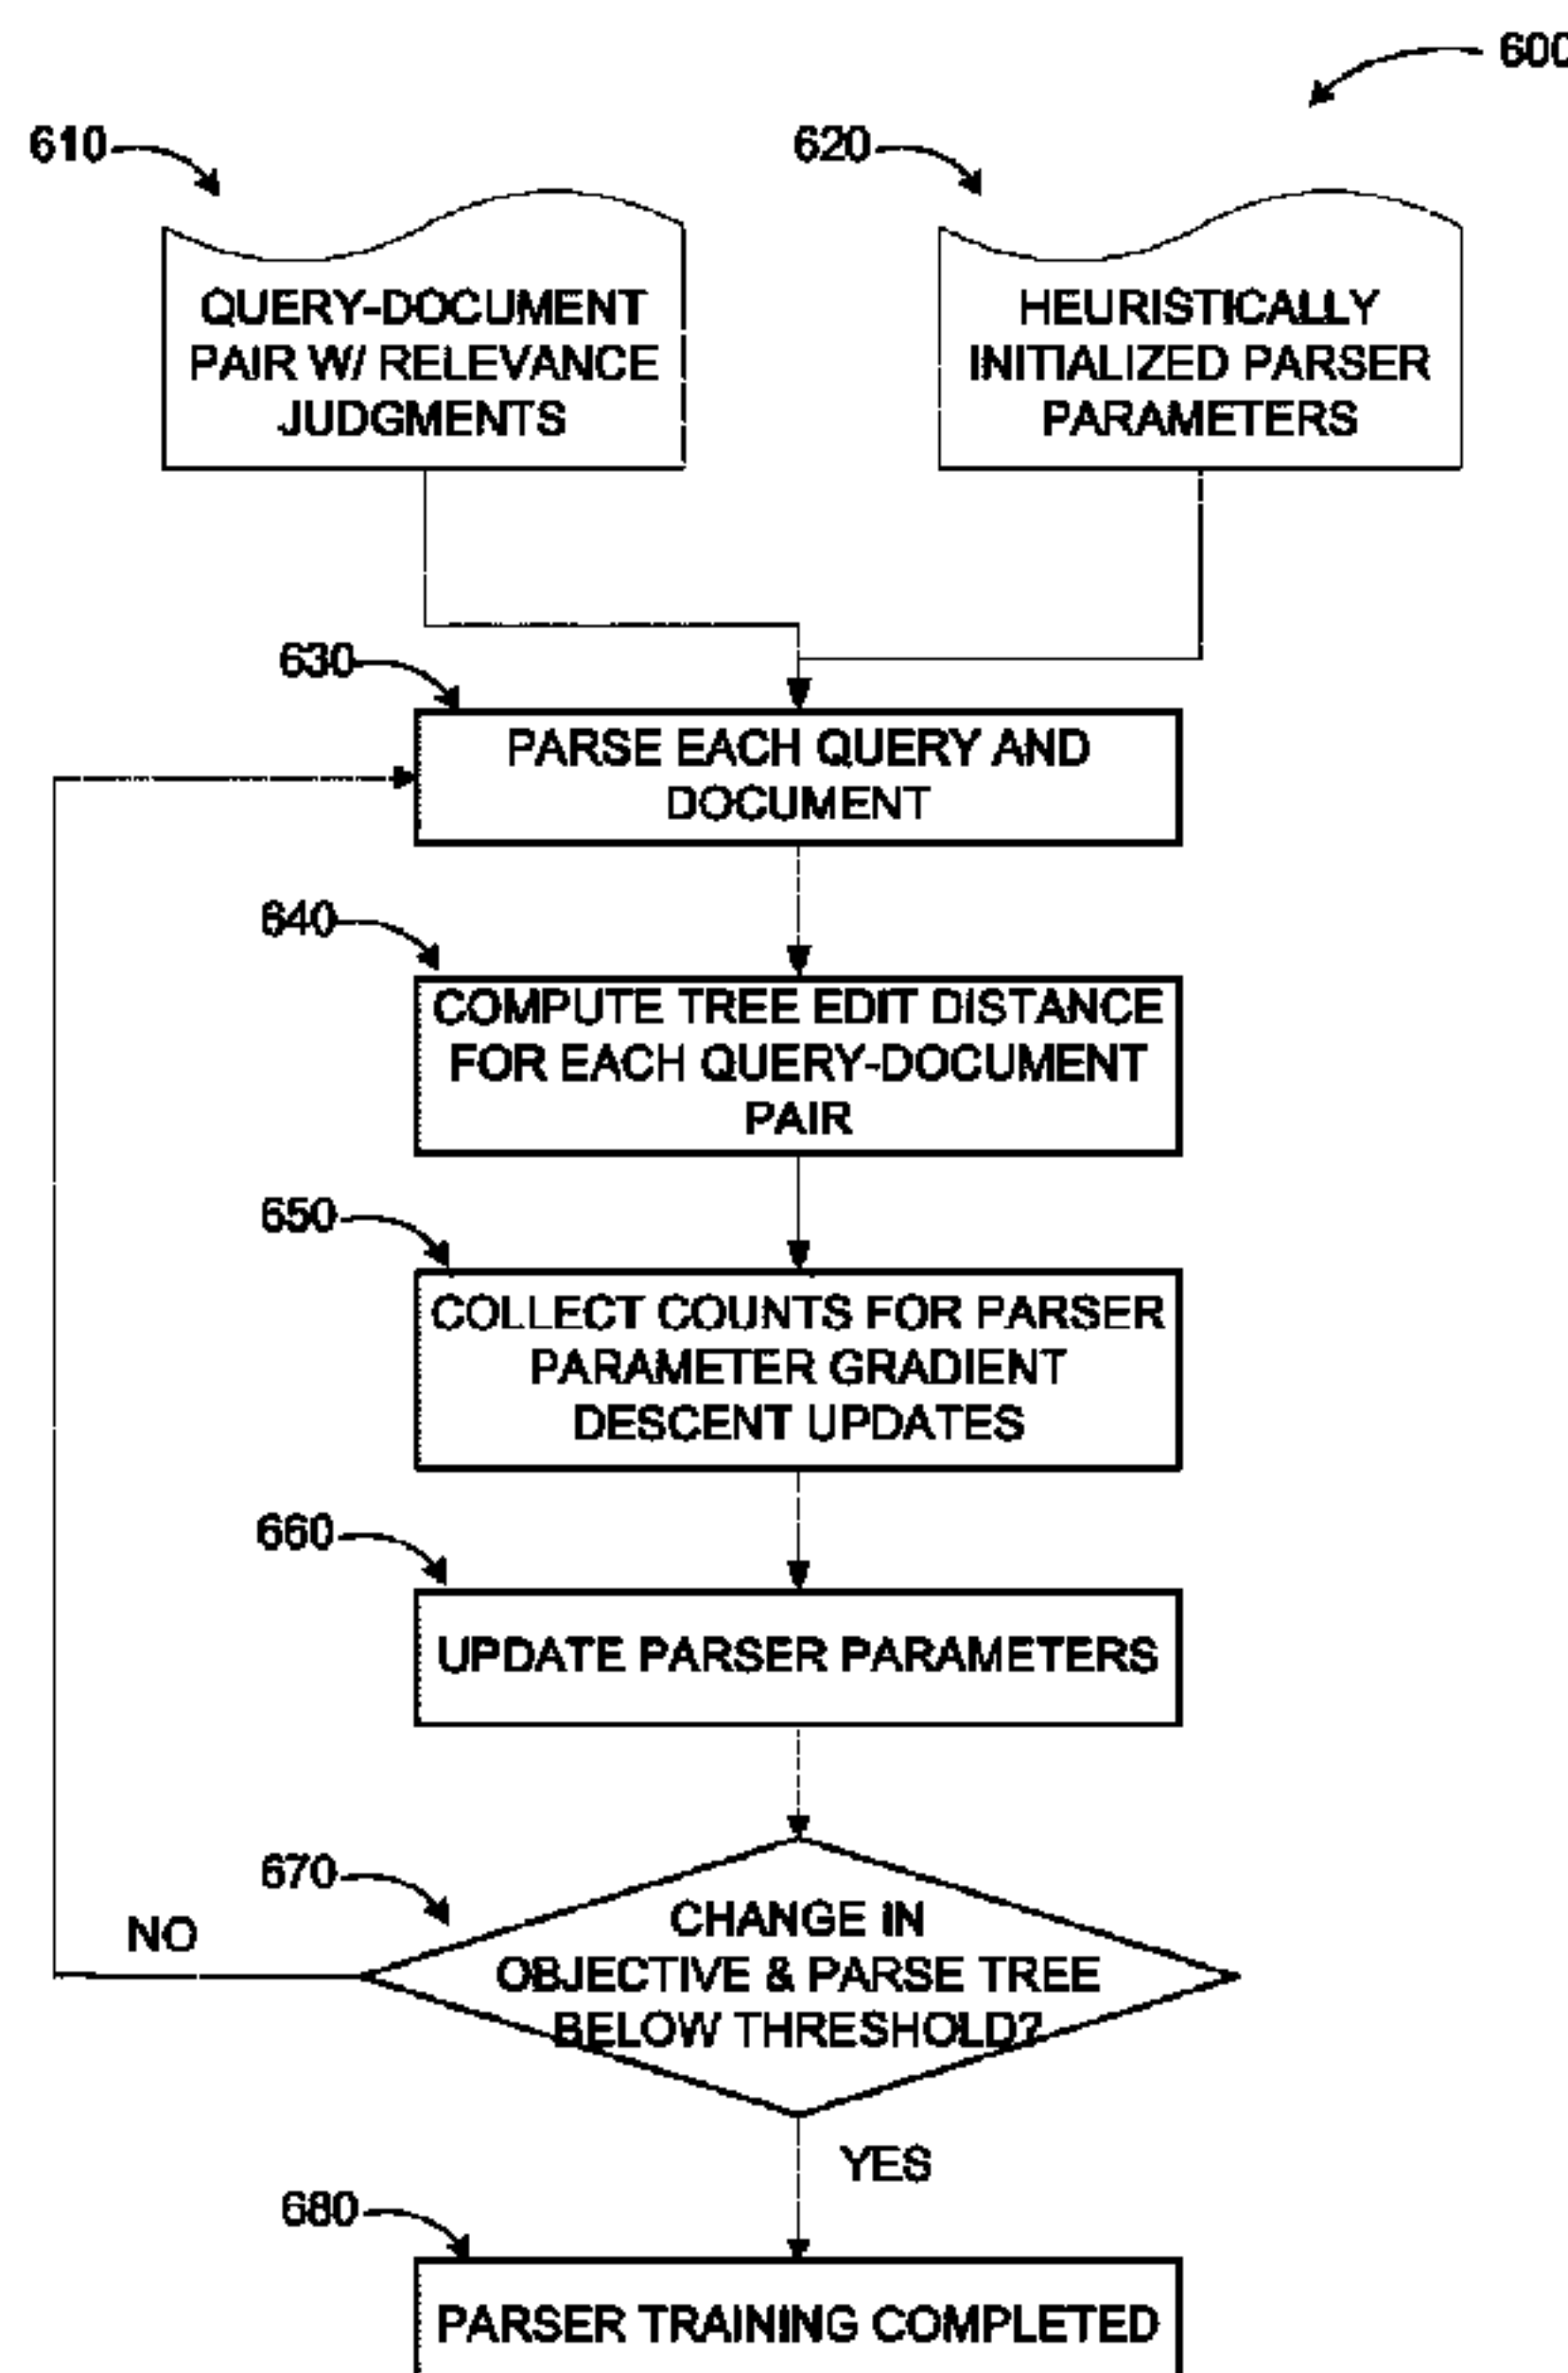 600
610
620
QUERY-DOCUMENT
PAIR W/ RELEVANCE
JUDGMENTS
HEURISTICALLY
INITIALIZED PARSER
PARAMETERS
630
PARSE EACH QUERY AND
DOCUMENT
640
COMPUTE TREE EDIT DISTANCE
FOR EACH QUERY-DOCUMENT
PAIR
650
COLLECT COUNTS FOR PARSER
PARAMETER GRADIENT
DESCENT UPDATES
660
UPDATE PARSER PARAMETERS
670
NO
CHANGE IN
OBJECTIVE & PARSE TREE
BELOW THRESHOLD?
YES
680
PARSER TRAINING COMPLETED